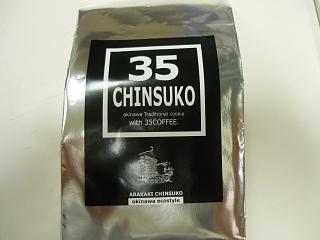 35
CHINSUKO
okinawa Traditional cookie
with 35COFFEE.
ARAKAKI CHINSUKO
okinawa ecostyle